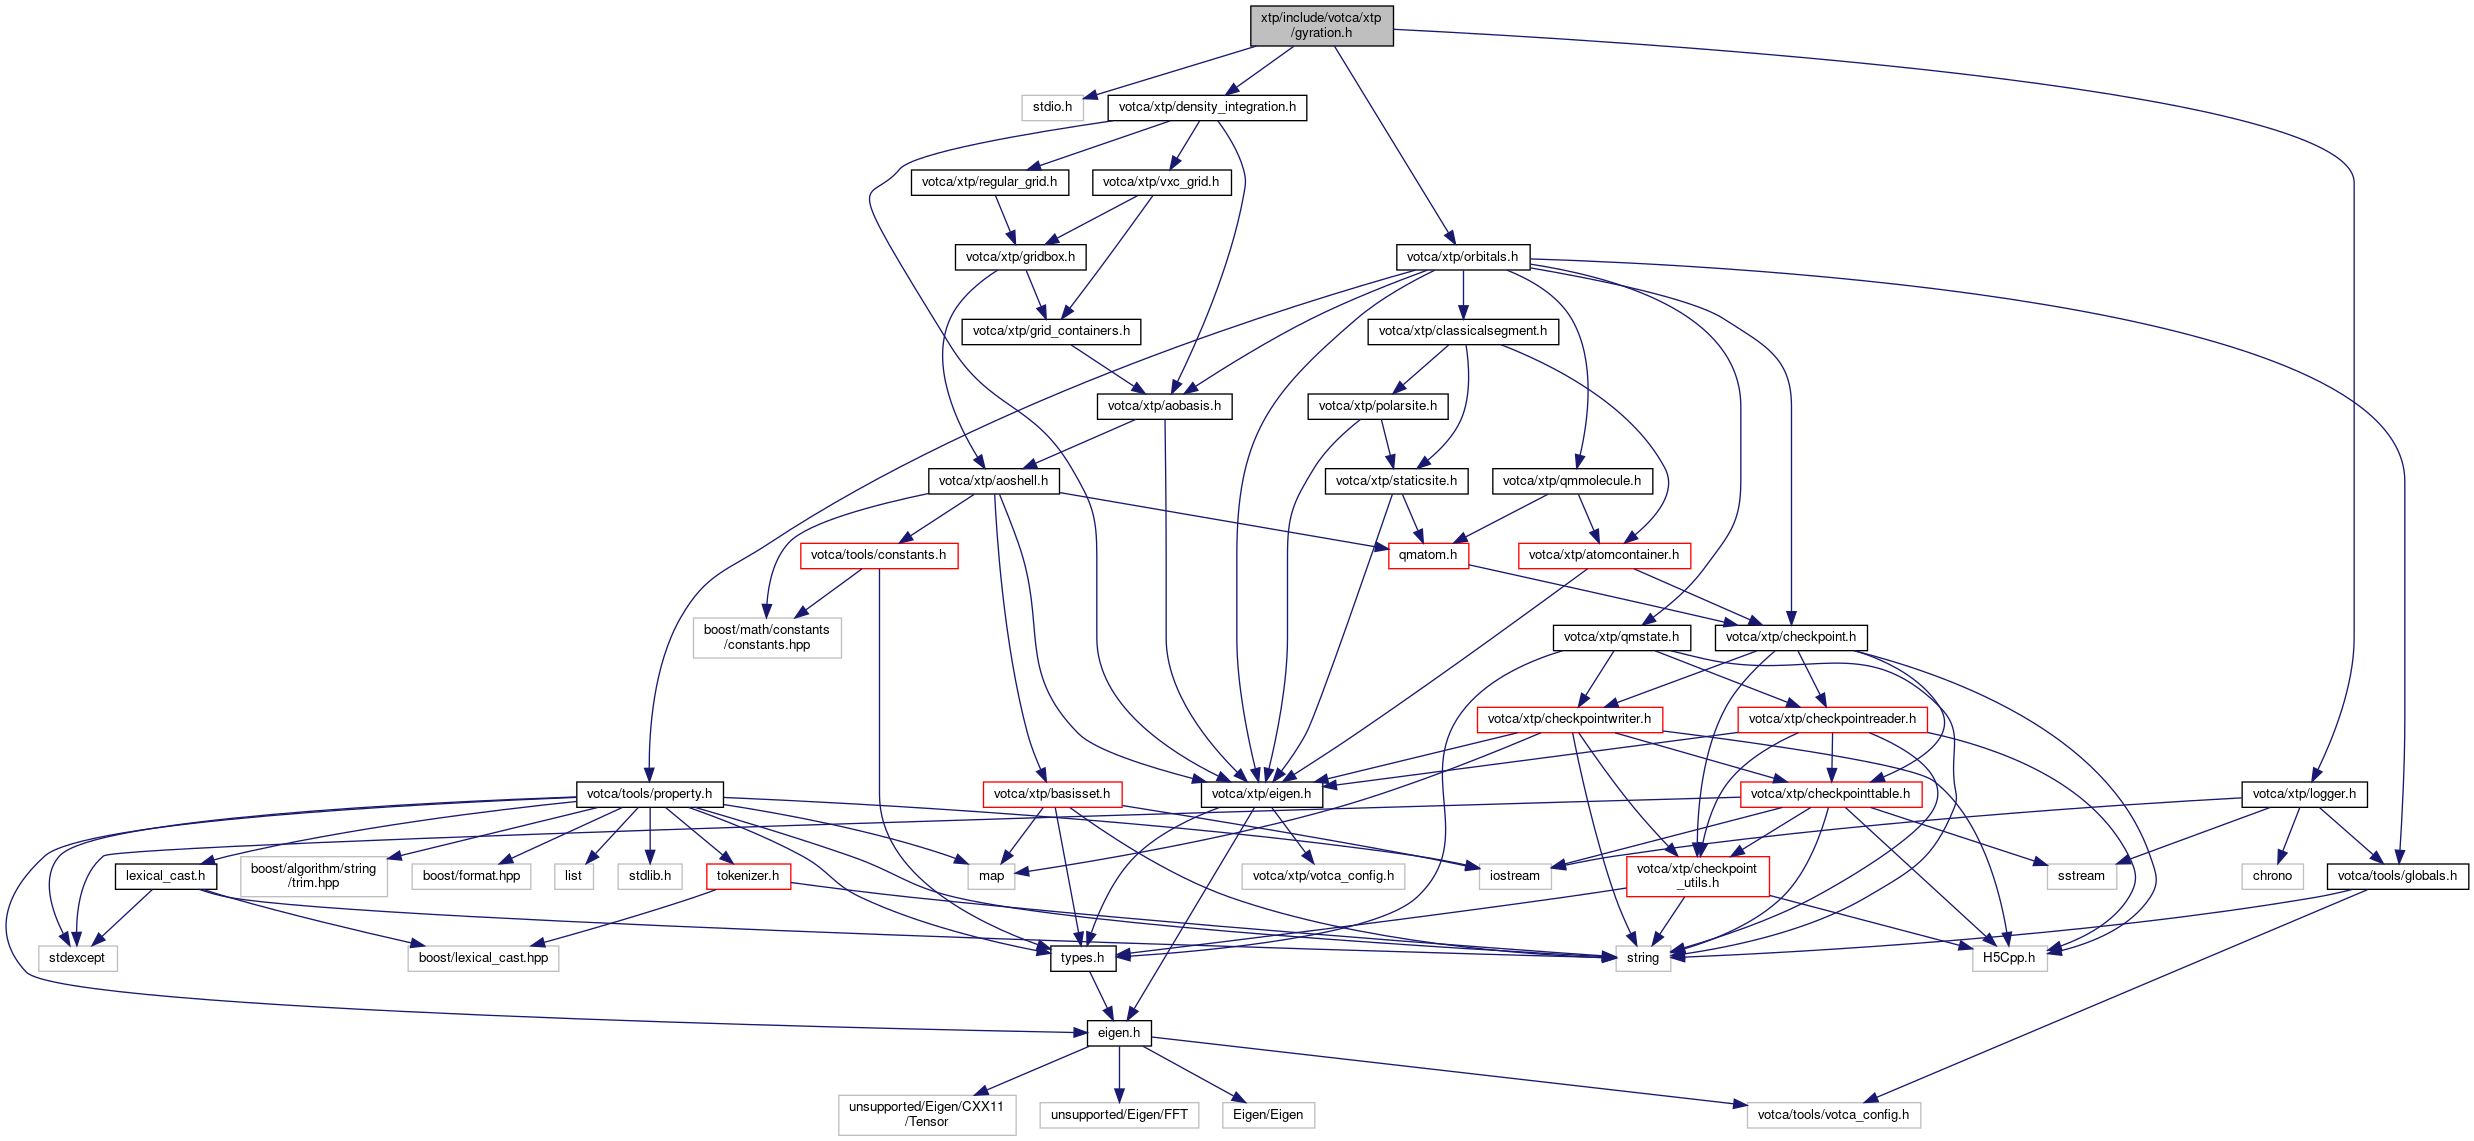 xtp/include/votca/xtp
/gyration.h
stdio.h
votca/xtp/density_integration.h
votca/xtp/regular_grid.h
votca/xtp/vxc_grid.h
votca/xtp/gridbox.h
votca/xtp/orbitals.h
votca/xtp/grid_containers.h
votca/xtp/classicalsegment.h
votca/xtp/aobasis.h
votca/xtp/polarsite.h
votca/xtp/aoshell.h
votca/xtp/staticsite.h
votca/xtp/qmmolecule.h
votca/tools/constants.h
qmatom.h
votca/xtp/atomcontainer.h
boost/math/constants
/constants.hpp
votca/xtp/qmstate.h
votca/xtp/checkpoint.h
votca/xtp/checkpointwriter.h
votca/xtp/checkpointreader.h
votca/tools/property.h
votca/xtp/basisset.h
votca/xtp/eigen.h
votca/xtp/checkpointtable.h
votca/xtp/logger.h
lexical_cast.h
boost/algorithm/string
/trim.hpp
boost/format.hpp
list
stdlib.h
tokenizer.h
map
votca/xtp/votca_config.h
iostream
votca/xtp/checkpoint
_utils.h
sstream
chrono
votca/tools/globals.h
stdexcept
boost/lexical_cast.hpp
types.h
string
H5Cpp.h
eigen.h
unsupported/Eigen/CXX11
/Tensor
unsupported/Eigen/FFT
Eigen/Eigen
votca/tools/votca_config.h